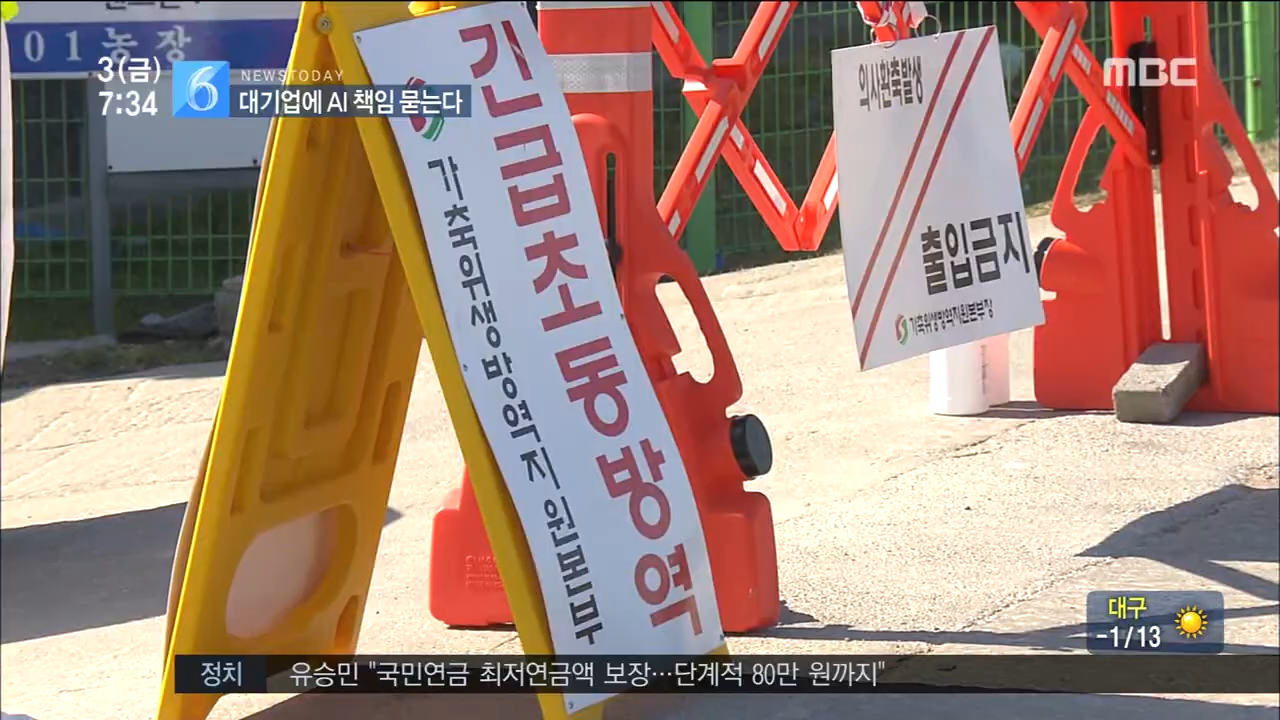 01농장
3(금)
7:34
6
NEWSTODAY
대기업에 AI 책임 묻는다
MBC
긴급초동방역
가축위생방역지원본부
의사환축발생
출입금지
가축위생방역지원본부장
대구
-1/13
정치
유승민 "국민연금 최저연금액 보장…단계적 80만 원까지"